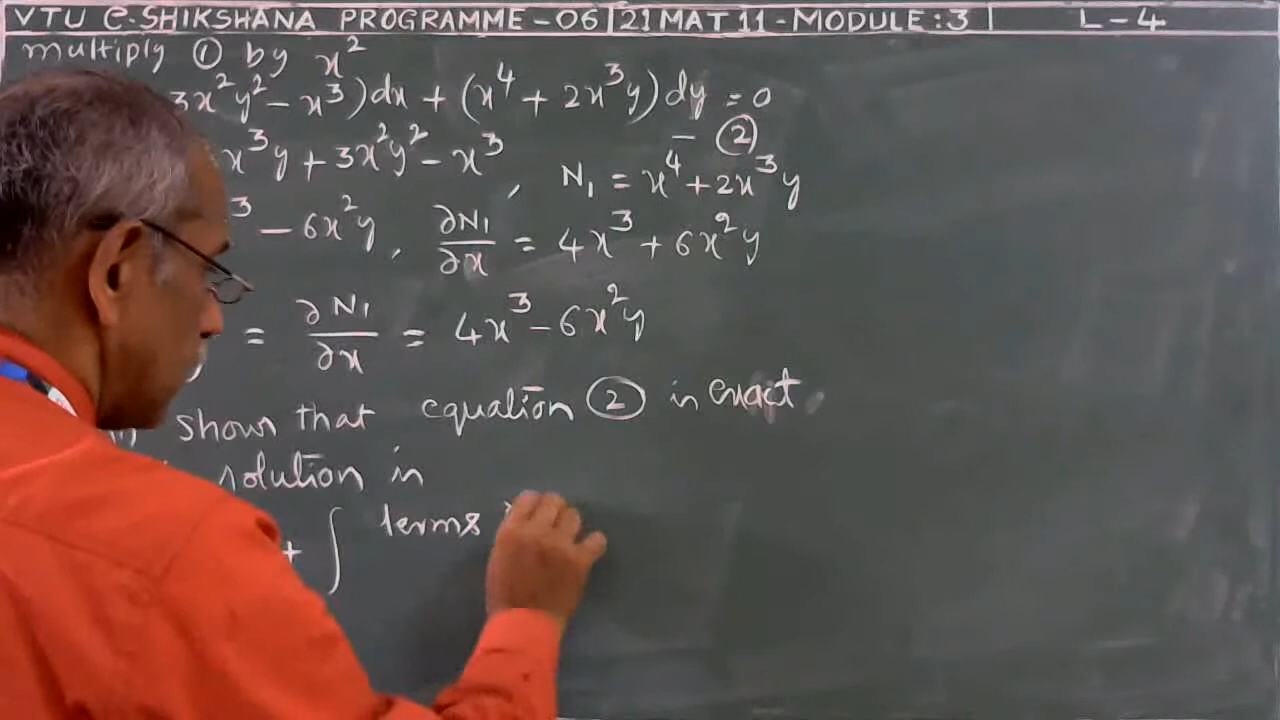 VTU e-SHIKSHANA PROGRAMME - 06 | 21MAT11 - MODULE : 3 | L - 4
multiply ① by x²
3x²y² - x³)dx + (x⁴ + 2x³y)dy = 0
- ②
x³y + 3x²y² - x³, N₁ = x⁴ + 2x³y
³ - 6x²y, ∂N₁/∂x = 4x³ + 6x²y
= ∂N₁/∂x = 4x³ - 6x²y
shows that equation ② is exact.
solution is
+ ∫ terms